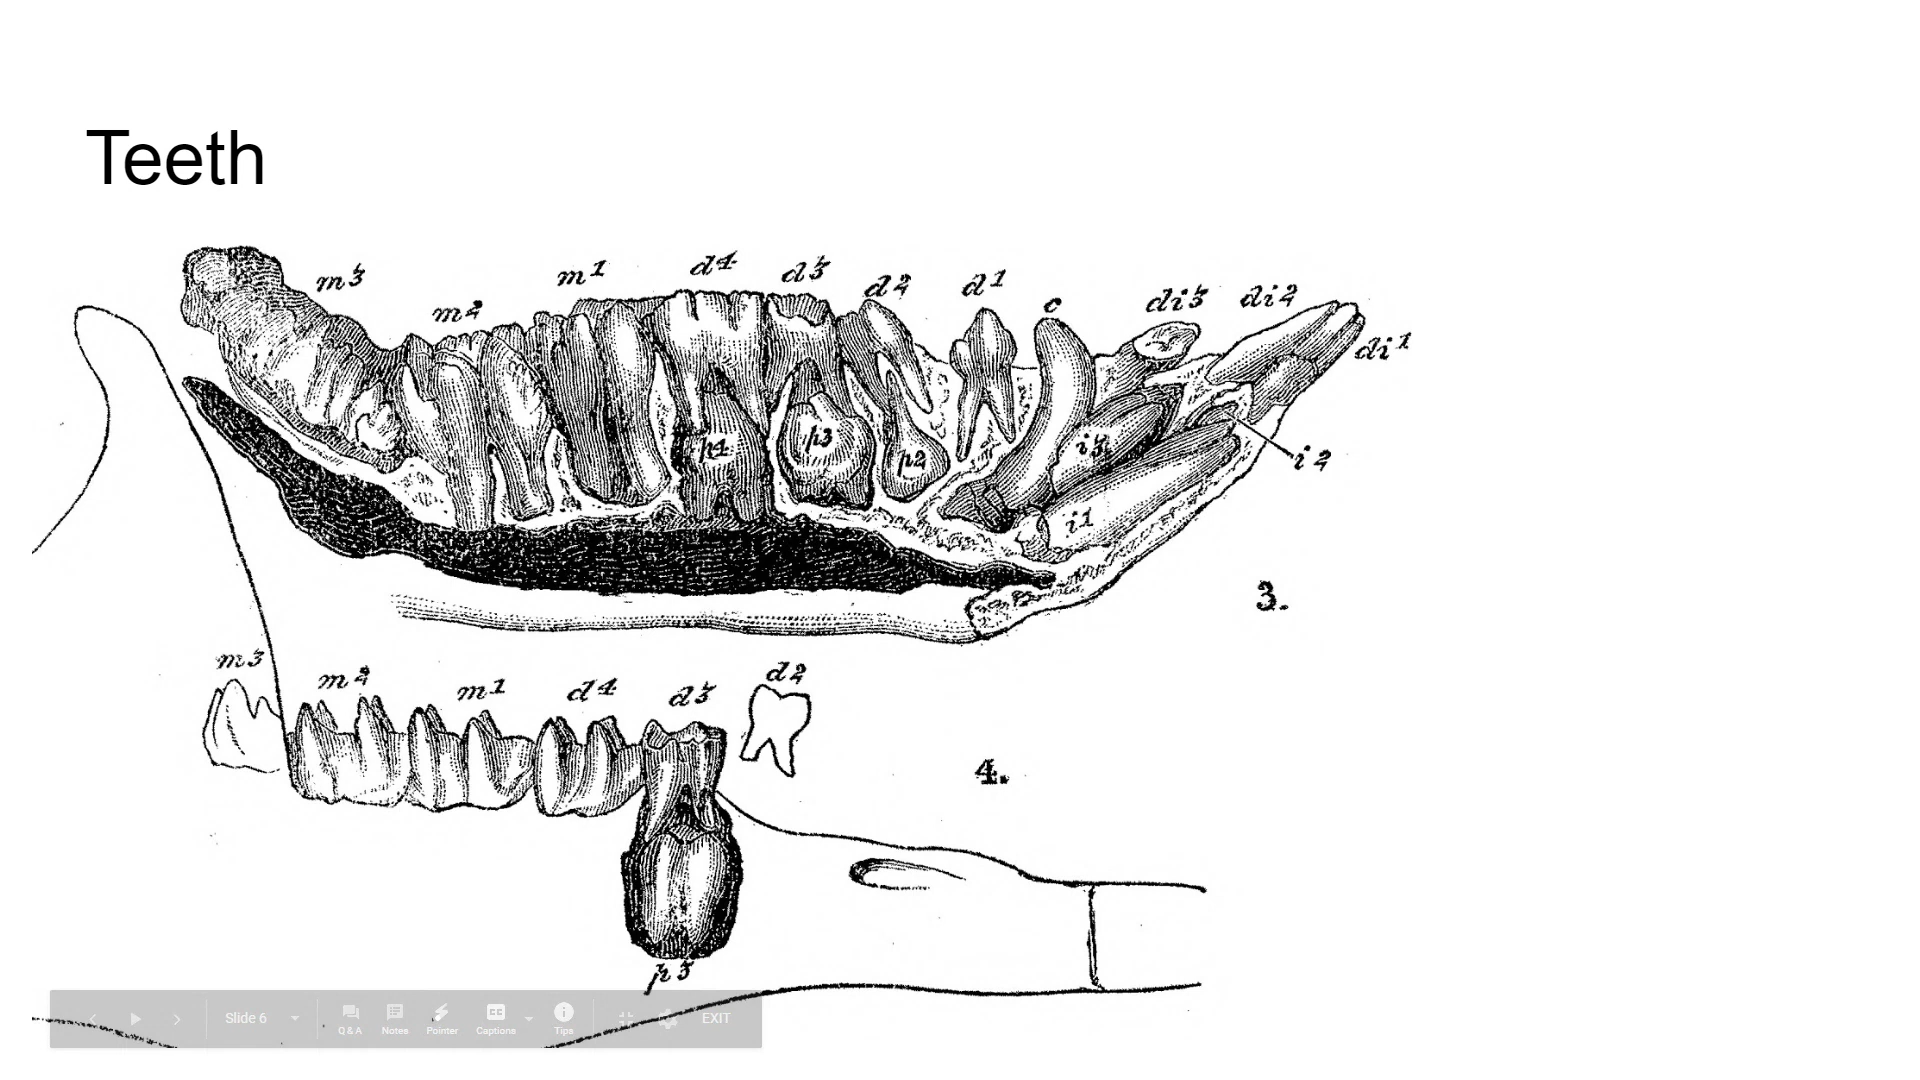 Teeth
m3
m2
m1
d4
d3
d2
d1
c
di3
di2
di1
p4
p3
p2
i3
i2
i1
3.
m3
m2
m1
d4
d3
d2
4.
p3
Slide 6
Q & A
Notes
Pointer
CC
Captions
Tips
EXIT